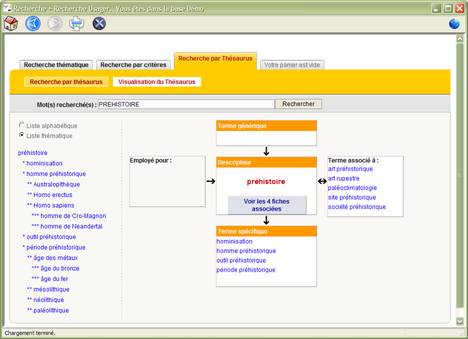 Recherche + Recherche Usager, , Vous êtes dans la base Demo
Recherche thématique
Recherche par critères
Recherche par Thésaurus
Votre panier est vide
Recherche par thésaurus
Visualisation du Thésaurus
Mot(s) recherché(s) : PREHISTOIRE Rechercher
Liste alphabétique
Liste thématique
préhistoire
* hominisation
* homme préhistorique
** Australopithèque
** Homo erectus
** Homo sapiens
*** homme de Cro-Magnon
*** homme de Neandertal
* outil préhistorique
* période préhistorique
** âge des métaux
*** âge du bronze
*** âge du fer
** mésolithique
** néolithique
** paléolithique
Terme générique
Employé pour :
Descripteur
préhistoire
Voir les 4 fiches
associées
Terme associé à :
art préhistorique
art rupestre
paléoclimatologie
site préhistorique
société préhistorique
Terme spécifique
hominisation
homme préhistorique
outil préhistorique
période préhistorique
Chargement terminé.